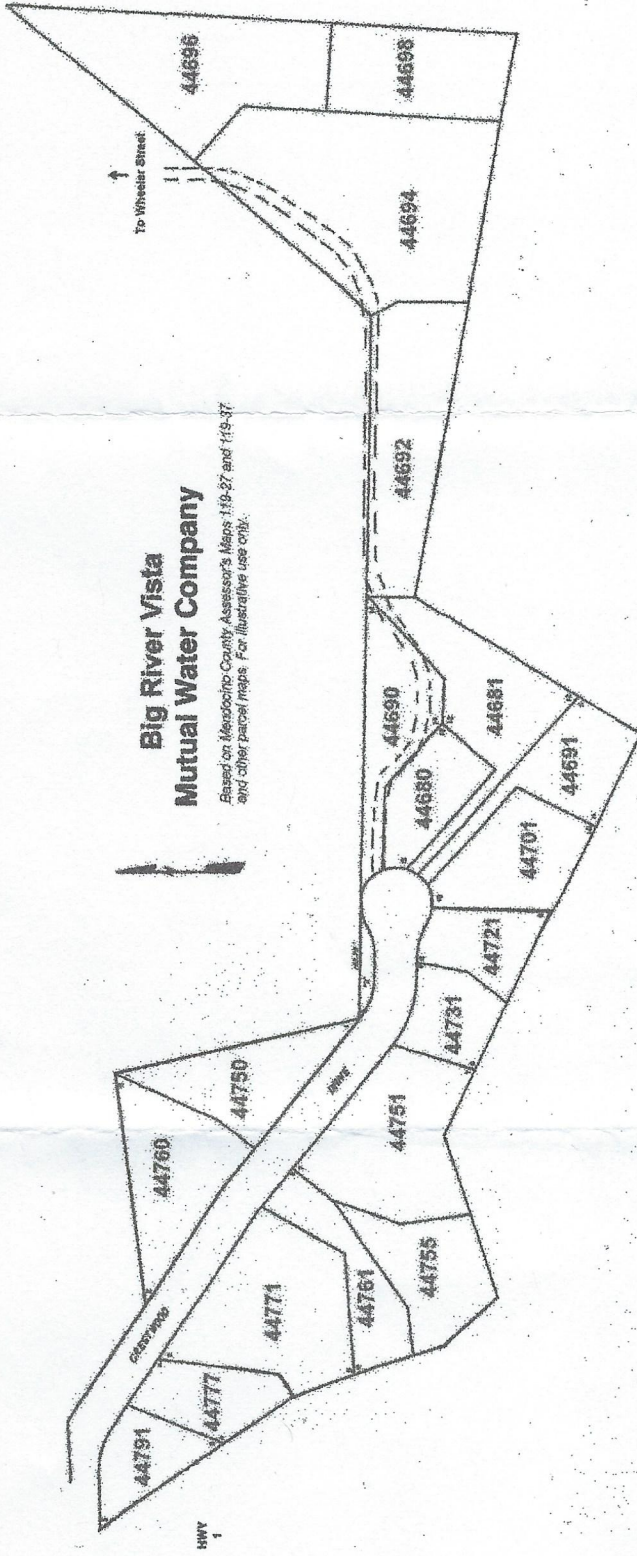 Big River Vista
Mutual Water Company
Based on Mendocino County Assessor's Maps 119-27 and 119-37
and other parcel maps. For illustrative use only.
To Wheeler Street
HWY
1
CRESTWOOD
DRIVE
44791
44777
44771
44761
44755
44760
44750
44751
44731
44721
44701
44691
44681
44680
44690
44692
44694
44696
44698